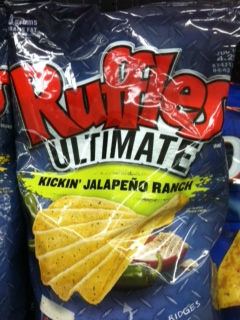 Ruffles
ULTIMATE
KICKIN' JALAPEÑO RANCH
RIDGES